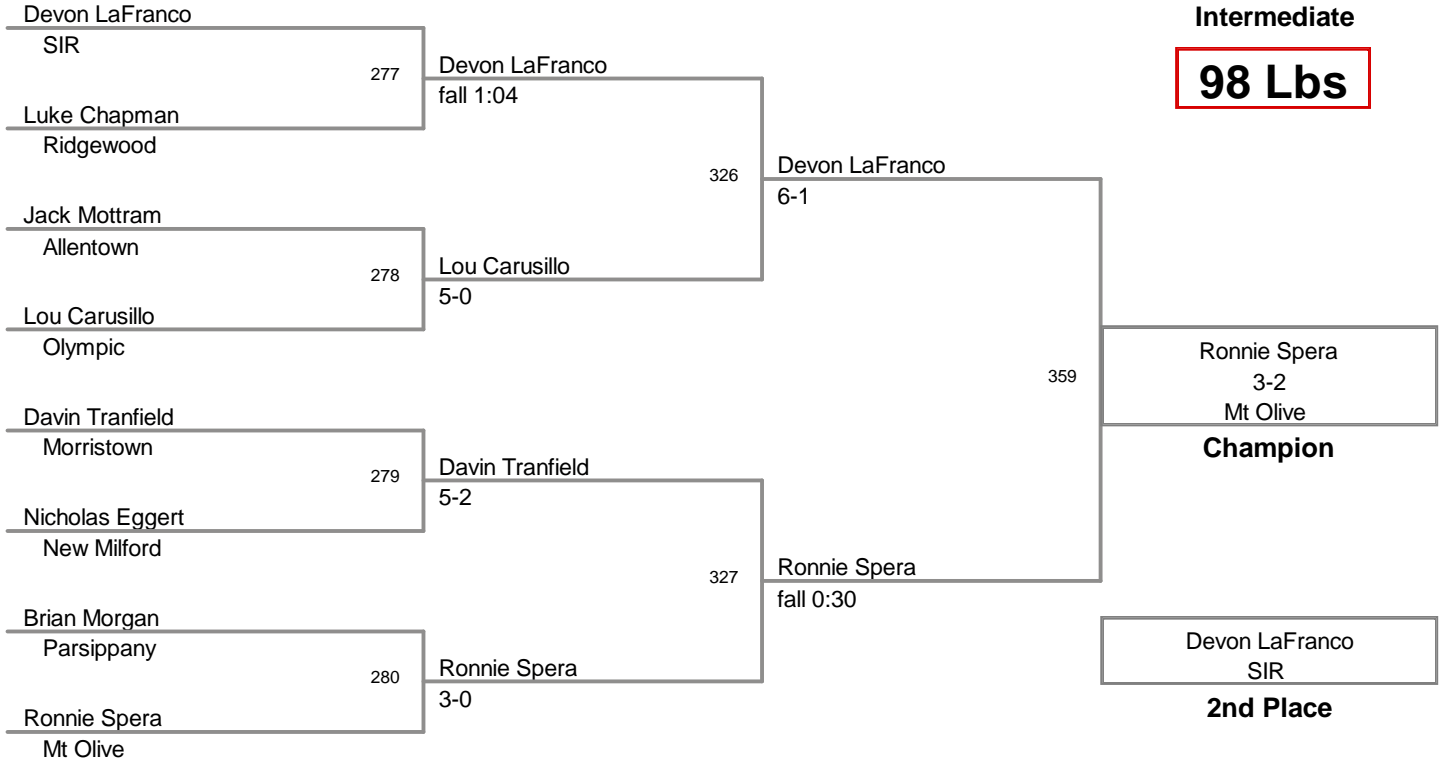 Devon LaFranco
SIR
277
Luke Chapman
Ridgewood
Jack Mottram
Allentown
278
Lou Carusillo
Olympic
Davin Tranfield
Morristown
279
Nicholas Eggert
New Milford
Brian Morgan
Parsippany
280
Ronnie Spera
Mt Olive
Devon LaFranco
fall 1:04
326
Lou Carusillo
5-0
Davin Tranfield
5-2
327
Ronnie Spera
3-0
Devon LaFranco
6-1
359
Ronnie Spera
fall 0:30
Intermediate
98 Lbs
Ronnie Spera
3-2
Mt Olive
Champion
Devon LaFranco
SIR
2nd Place